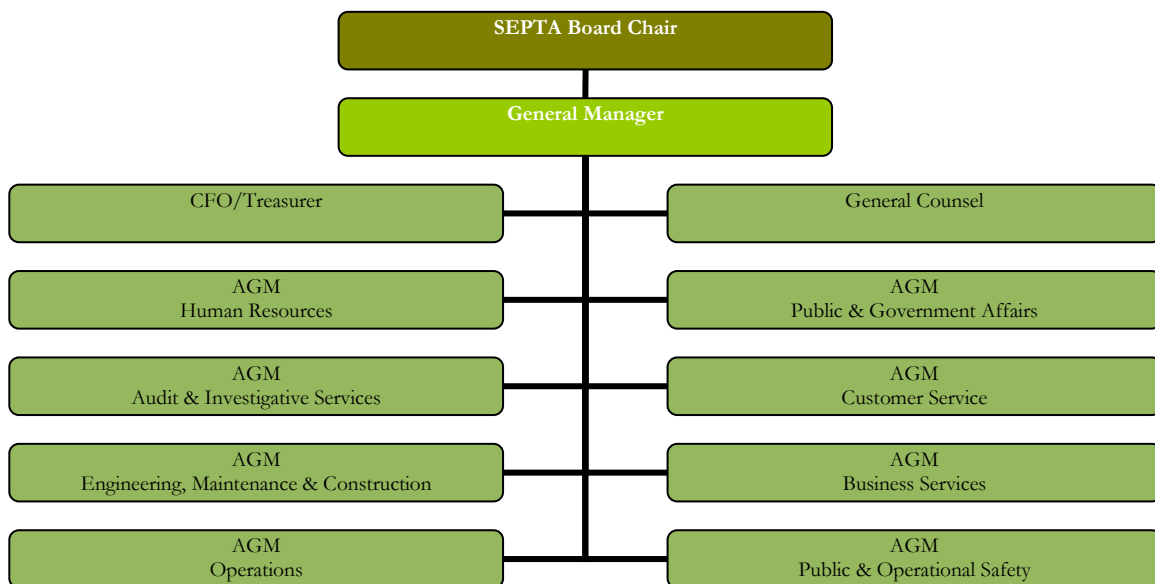 SEPTA Board Chair
General Manager
CFO/Treasurer
General Counsel
AGM
Human Resources
AGM
Public & Government Affairs
AGM
Audit & Investigative Services
AGM
Customer Service
AGM
Engineering, Maintenance & Construction
AGM
Business Services
AGM
Operations
AGM
Public & Operational Safety